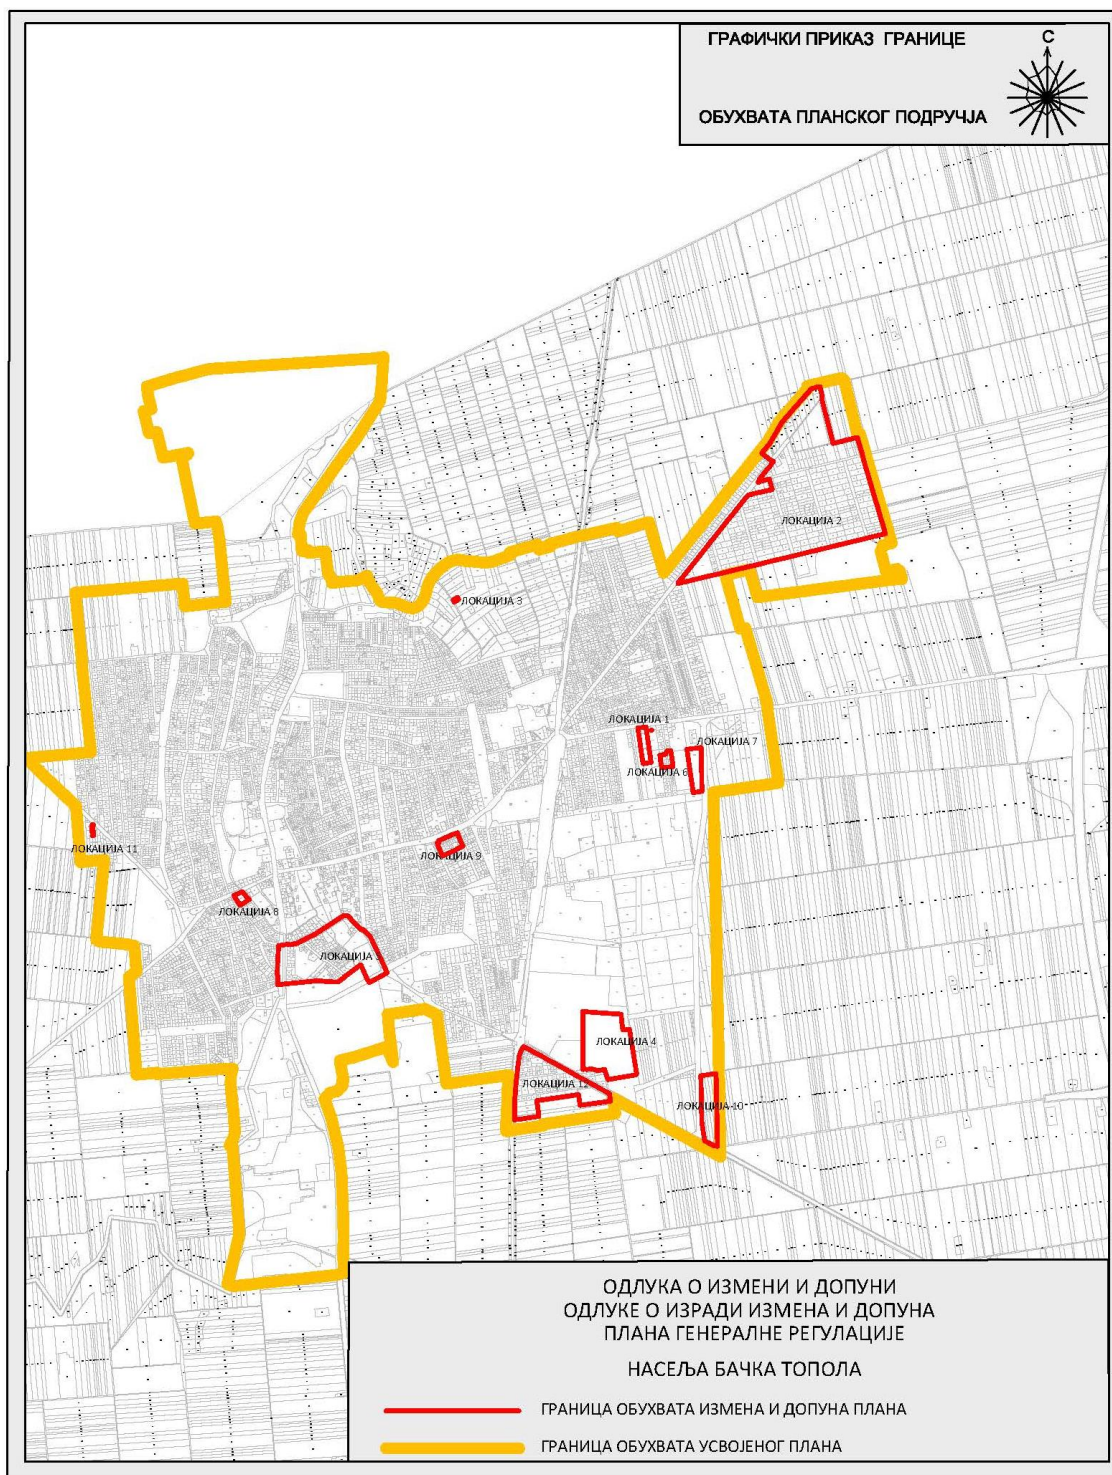 ГРАФИЧКИ ПРИКАЗ ГРАНИЦЕ
С
ОБУХВАТА ПЛАНСКОГ ПОДРУЧЈА
ЛОКАЦИЈА 2
ЛОКАЦИЈА 3
ЛОКАЦИЈА 1
ЛОКАЦИЈА 7
ЛОКАЦИЈА 6
ЛОКАЦИЈА 11
ЛОКАЦИЈА 9
ЛОКАЦИЈА 8
ЛОКАЦИЈА 5
ЛОКАЦИЈА 4
ЛОКАЦИЈА 12
ЛОКАЦИЈА 10
ОДЛУКА О ИЗМЕНИ И ДОПУНИ
ОДЛУКЕ О ИЗРАДИ ИЗМЕНА И ДОПУНА
ПЛАНА ГЕНЕРАЛНЕ РЕГУЛАЦИЈЕ
НАСЕЉА БАЧКА ТОПОЛА
ГРАНИЦА ОБУХВАТА ИЗМЕНА И ДОПУНА ПЛАНА
ГРАНИЦА ОБУХВАТА УСВОЈЕНОГ ПЛАНА